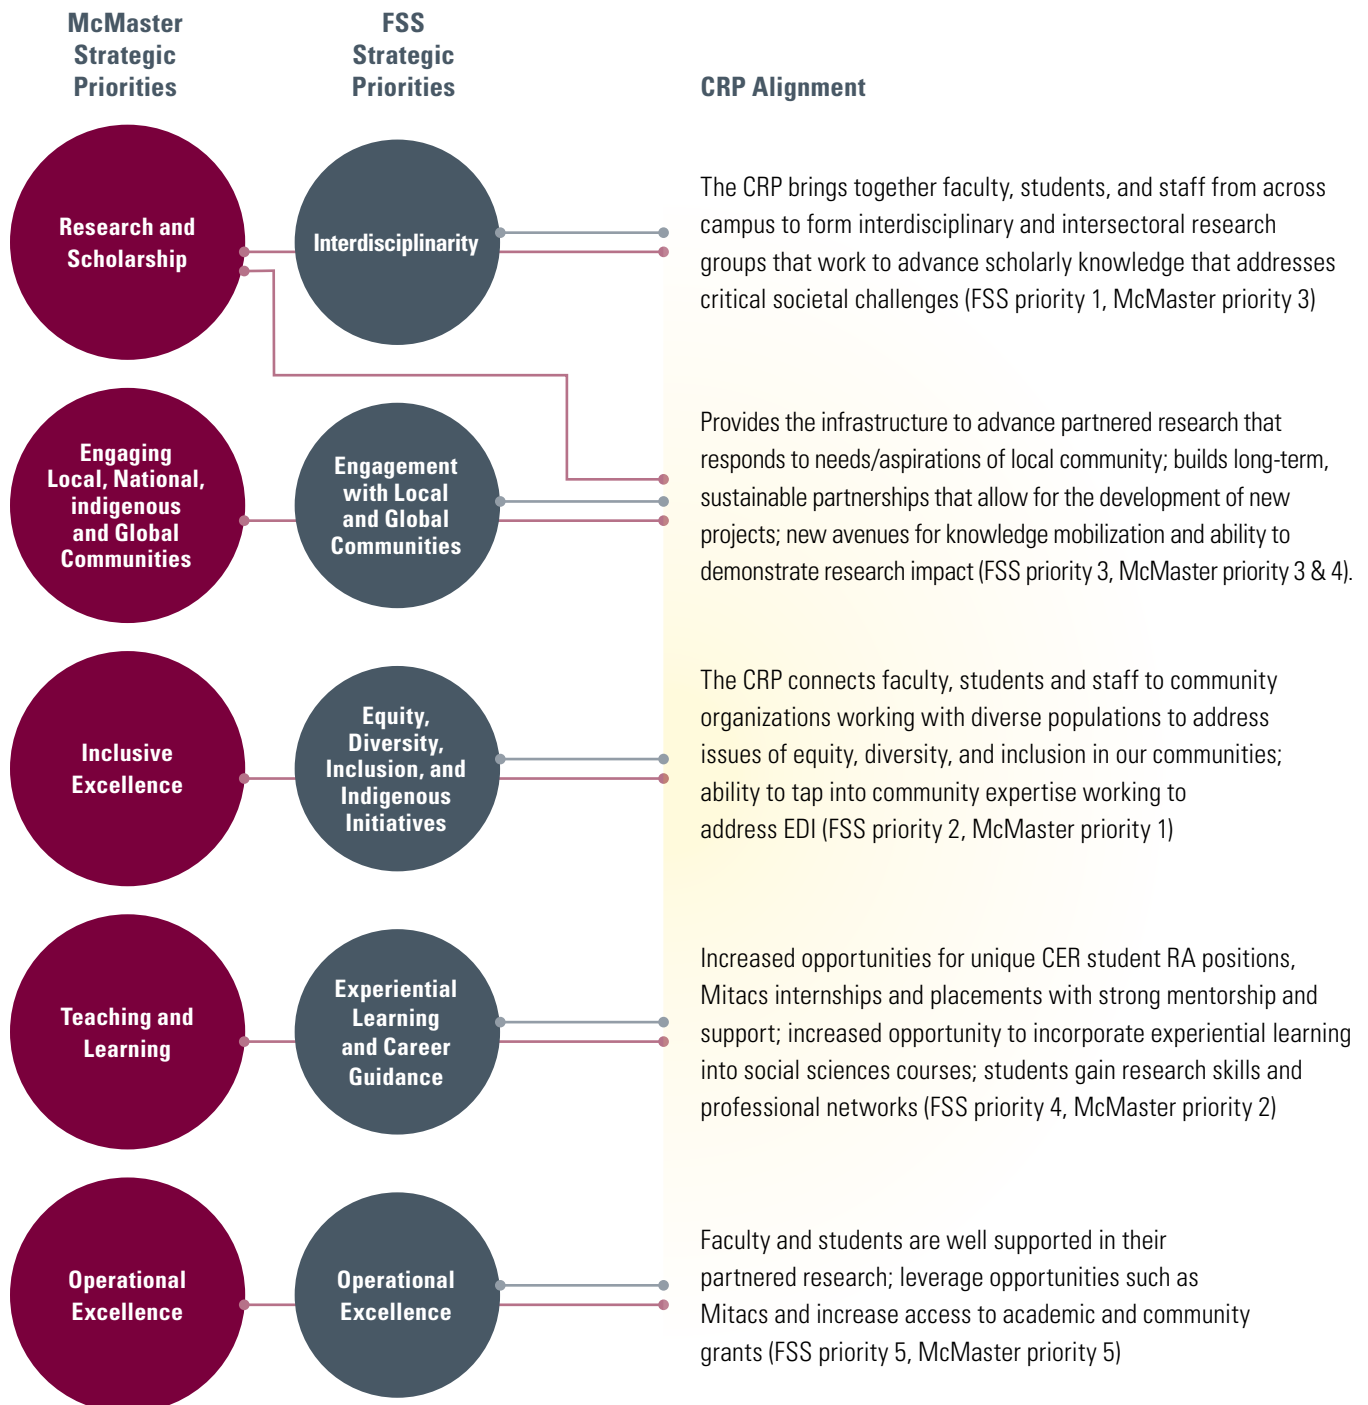 McMaster
Strategic
Priorities
FSS
Strategic
Priorities
CRP Alignment
Research and
Scholarship
Interdisciplinarity
The CRP brings together faculty, students, and staff from across
campus to form interdisciplinary and intersectoral research
groups that work to advance scholarly knowledge that addresses
critical societal challenges (FSS priority 1, McMaster priority 3)
Engaging
Local, National,
indigenous
and Global
Communities
Engagement
with Local
and Global
Communities
Provides the infrastructure to advance partnered research that
responds to needs/aspirations of local community; builds long-term,
sustainable partnerships that allow for the development of new
projects; new avenues for knowledge mobilization and ability to
demonstrate research impact (FSS priority 3, McMaster priority 3 & 4).
Inclusive
Excellence
Equity,
Diversity,
Inclusion, and
Indigenous
Initiatives
The CRP connects faculty, students and staff to community
organizations working with diverse populations to address
issues of equity, diversity, and inclusion in our communities;
ability to tap into community expertise working to
address EDI (FSS priority 2, McMaster priority 1)
Teaching and
Learning
Experiential
Learning
and Career
Guidance
Increased opportunities for unique CER student RA positions,
Mitacs internships and placements with strong mentorship and
support; increased opportunity to incorporate experiential learning
into social sciences courses; students gain research skills and
professional networks (FSS priority 4, McMaster priority 2)
Operational
Excellence
Operational
Excellence
Faculty and students are well supported in their
partnered research; leverage opportunities such as
Mitacs and increase access to academic and community
grants (FSS priority 5, McMaster priority 5)